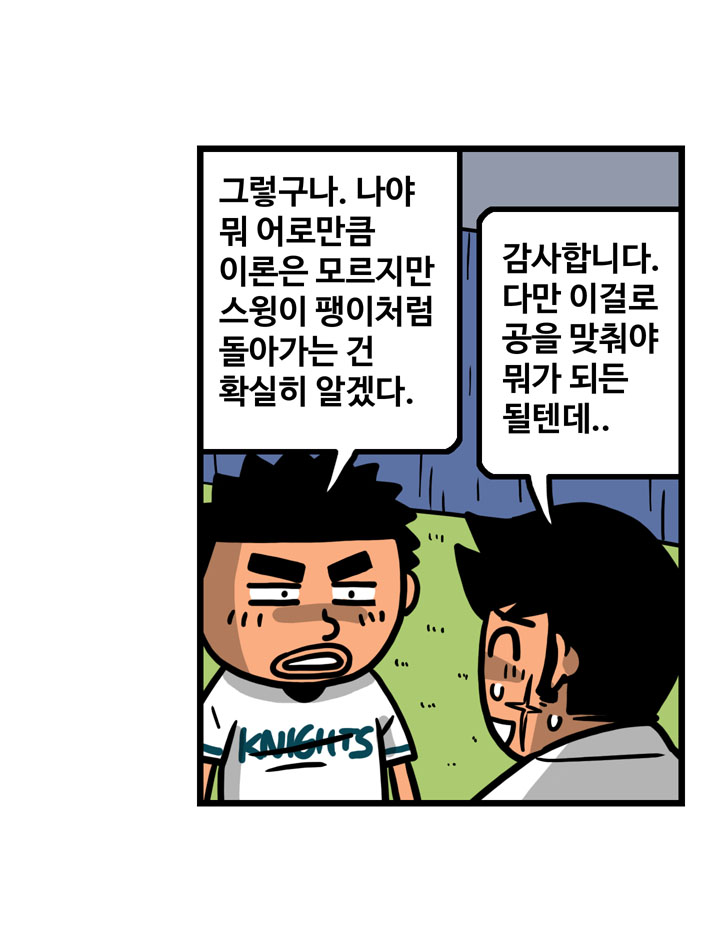 그렇구나. 나야
뭐 어로만큼
이론은 모르지만
스윙이 팽이처럼
돌아가는 건
확실히 알겠다.
감사합니다.
다만 이걸로
공을 맞춰야
뭐가 되든
될텐데..
KNIGHTS